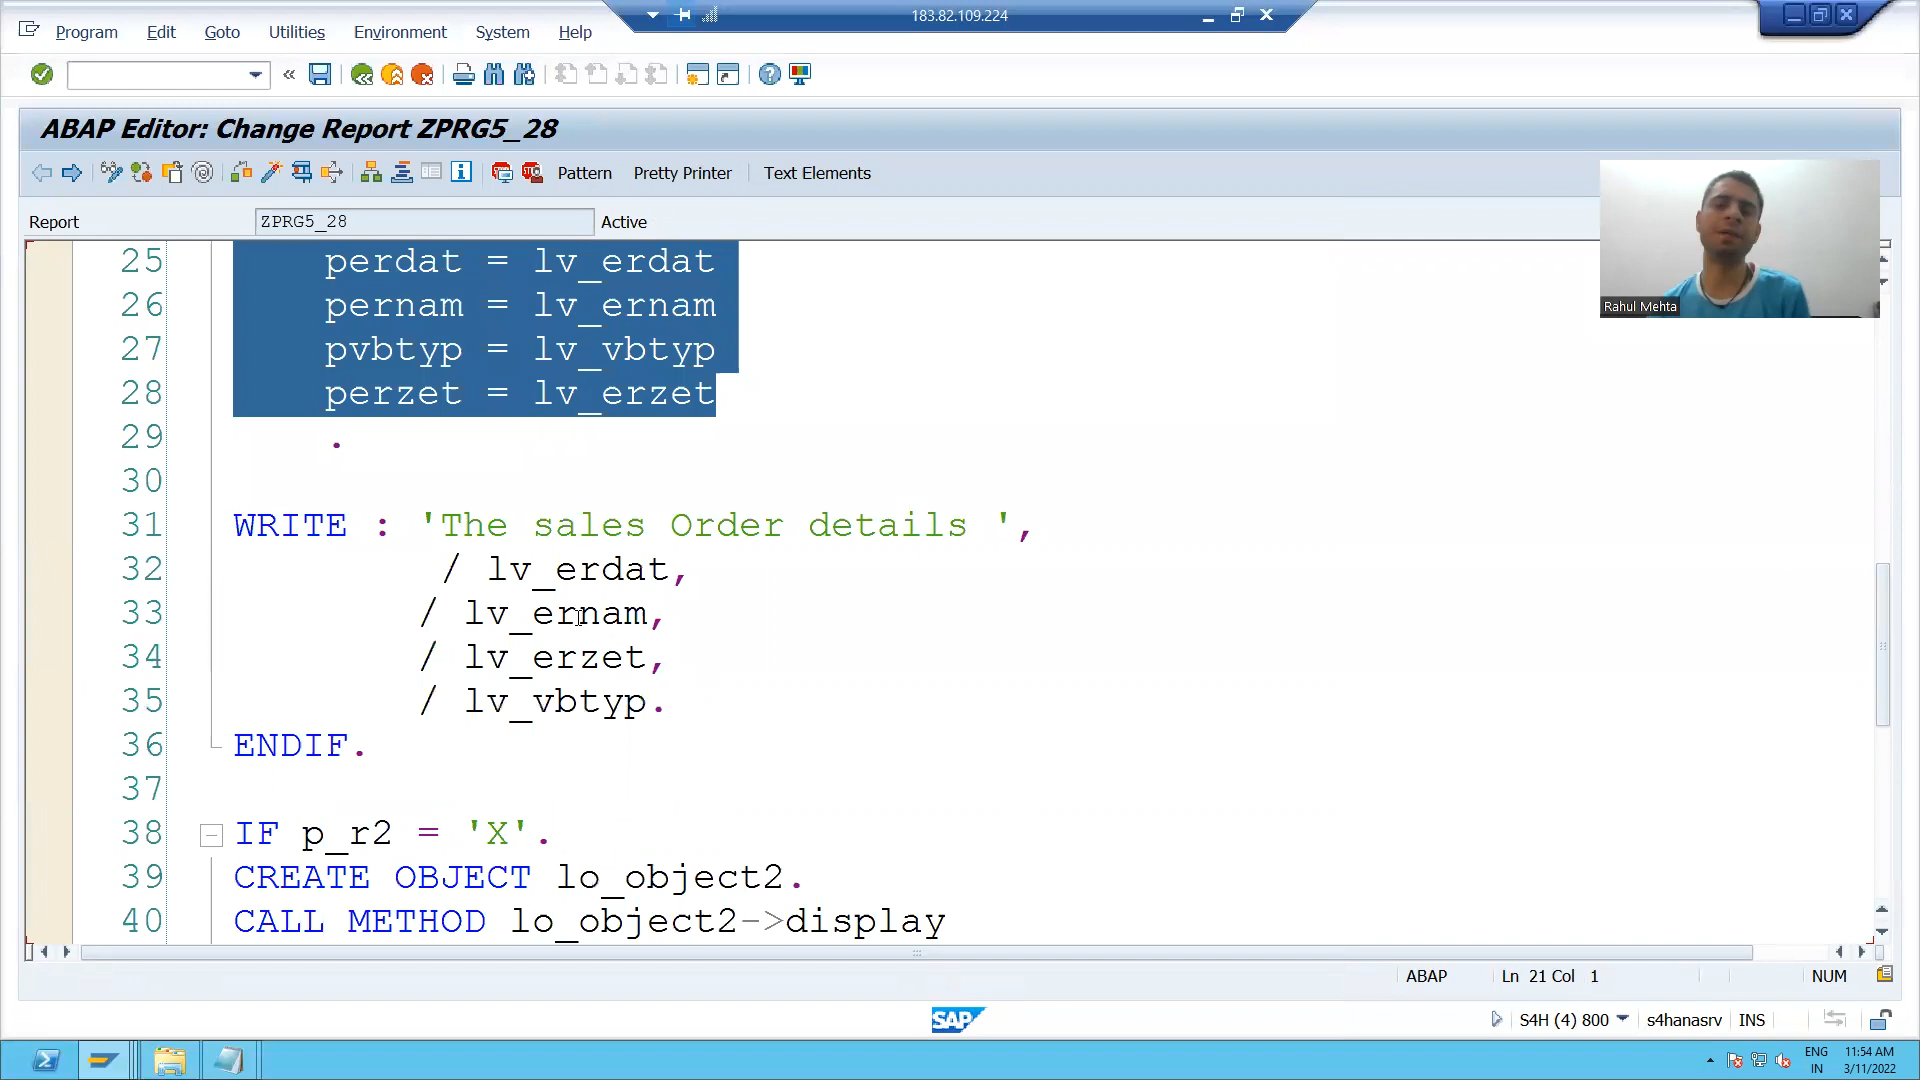 183.82.109.224
Program Edit Goto Utilities Environment System Help
ABAP Editor: Change Report ZPRG5_28
Pattern Pretty Printer Text Elements
Report ZPRG5_28 Active
Rahul Mehta
25 perdat = lv_erdat
26 pernam = lv_ernam
27 pvbtyp = lv_vbtyp
28 perzet = lv_erzet
29 .
30
31 WRITE : 'The sales Order details ',
32 / lv_erdat,
33 / lv_ernam,
34 / lv_erzet,
35 / lv_vbtyp.
36 ENDIF.
37
38 IF p_r2 = 'X'.
39 CREATE OBJECT lo_object2.
40 CALL METHOD lo_object2->display
ABAP Ln 21 Col 1 NUM
SAP
S4H (4) 800 s4hanasrv INS
ENG 11:54 AM
IN 3/11/2022